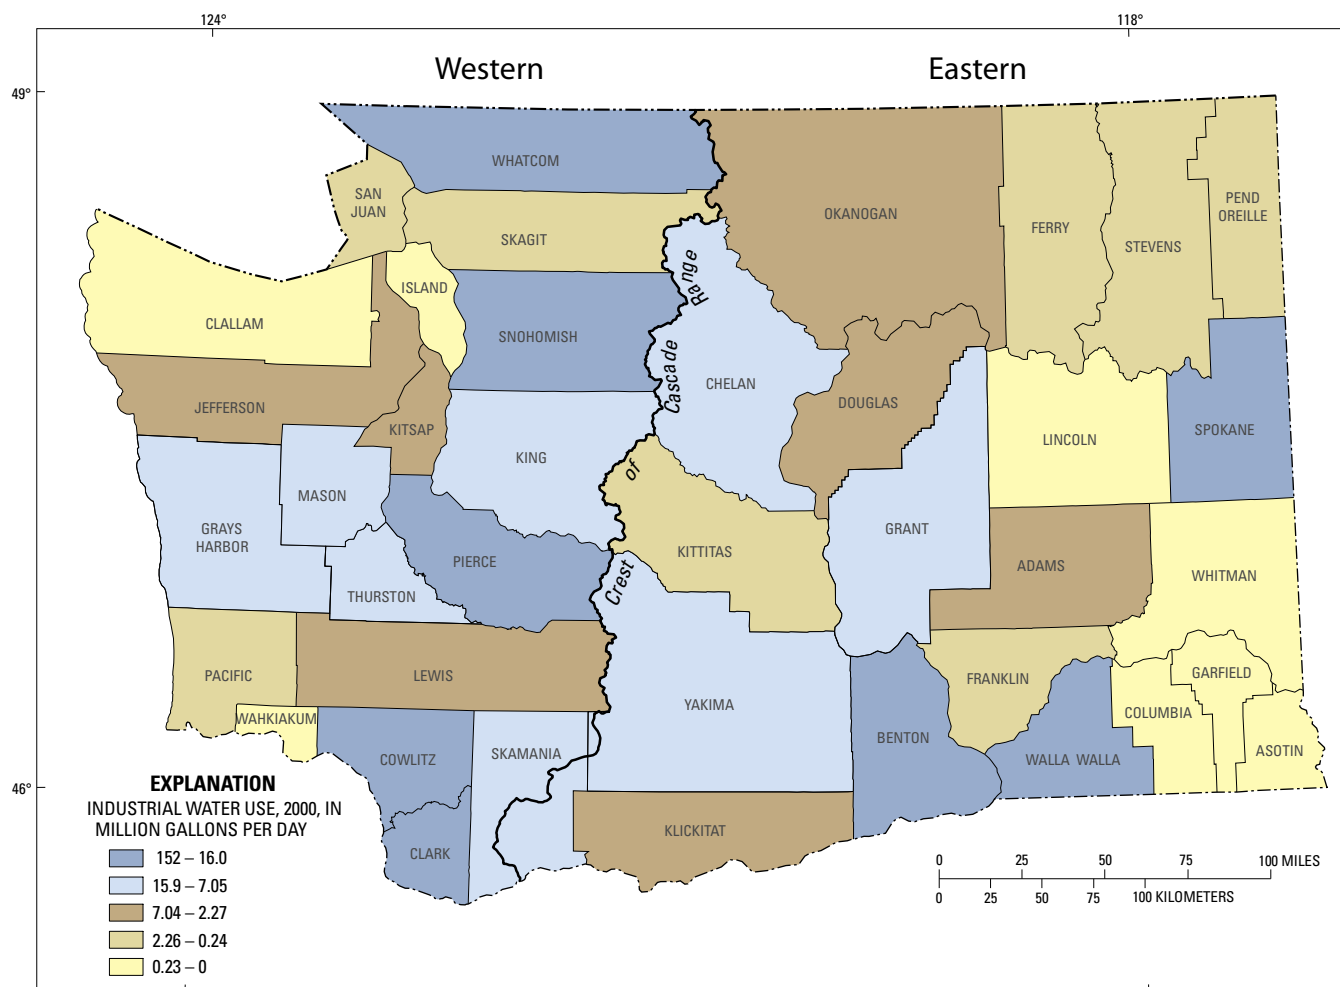 124°
118°
Western
Eastern
49°
WHATCOM
SAN
JUAN
SKAGIT
OKANOGAN
FERRY
STEVENS
PEND
OREILLE
ISLAND
CLALLAM
SNOHOMISH
CHELAN
JEFFERSON
KITSAP
DOUGLAS
LINCOLN
SPOKANE
KING
MASON
GRAYS
HARBOR
GRANT
KITTITAS
PIERCE
ADAMS
WHITMAN
THURSTON
Crest of Cascade Range
PACIFIC
LEWIS
FRANKLIN
GARFIELD
YAKIMA
WAHKIAKUM
COLUMBIA
BENTON
ASOTIN
COWLITZ
SKAMANIA
WALLA WALLA
46°
KLICKITAT
CLARK
EXPLANATION
INDUSTRIAL WATER USE, 2000, IN
MILLION GALLONS PER DAY
152 – 16.0
15.9 – 7.05
7.04 – 2.27
2.26 – 0.24
0.23 – 0
0 25 50 75 100 MILES
0 25 50 75 100 KILOMETERS